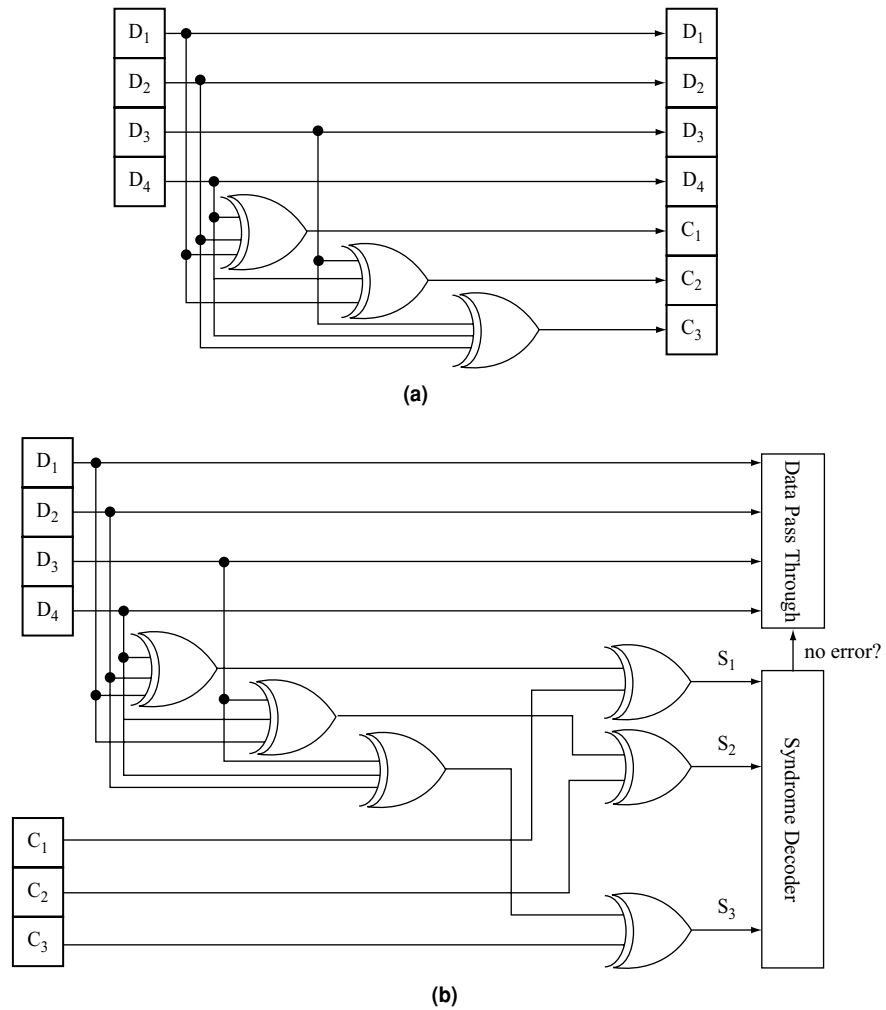 D₁ D₁
D₂ D₂
D₃ D₃
D₄ D₄
C₁
C₂
C₃
(a)
D₁
D₂
D₃
D₄
Data Pass Through
no error?
S₁
S₂
S₃
Syndrome Decoder
C₁
C₂
C₃
(b)